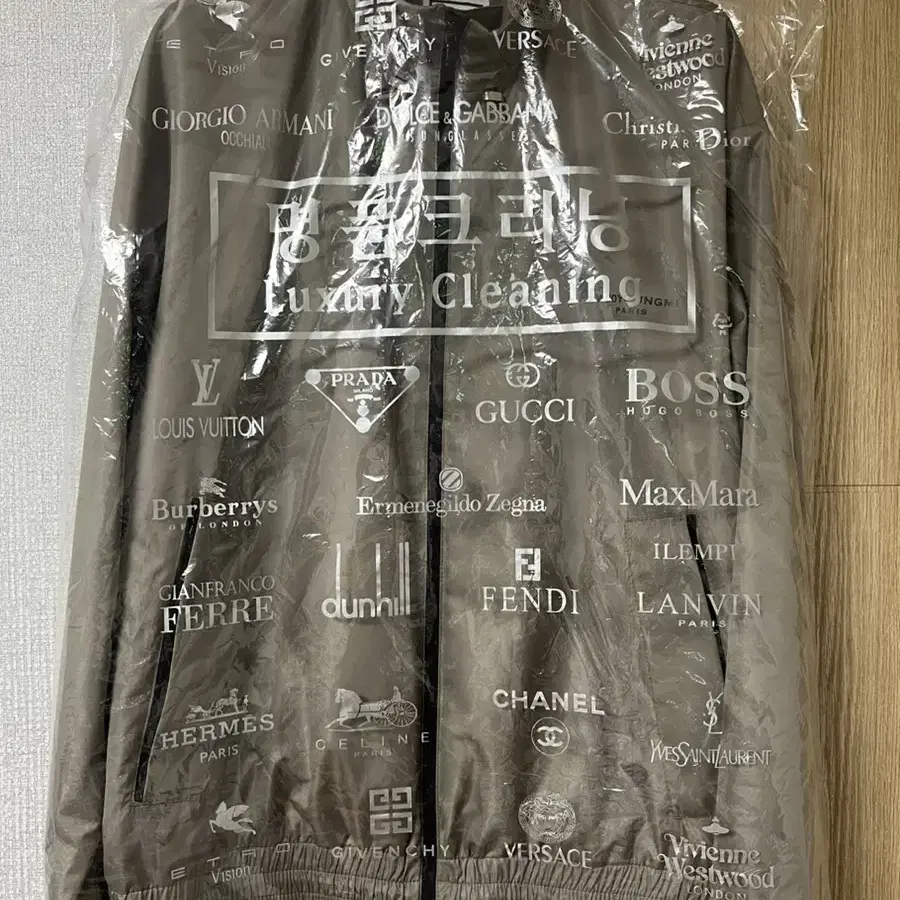 GIVENCHY
VERSACE
Vivienne
Westwood
LONDON
ETRO
Vision
GIORGIO ARMANI
OCCHIALI
DOLCE & GABBANA
SUNGLASSES
Christian
PAR Dior
명품크리닝
Luxury Cleaning
PARIS
LOUIS VUITTON
PRADA
MILANO
GUCCI
BOSS
HUGO BOSS
Burberrys
OF LONDON
Ermenegildo Zegna
MaxMara
GIANFRANCO
FERRE
dunhill
FENDI
ILEMPI
LANVIN
PARIS
HERMES
PARIS
CELINE
PARIS
CHANEL
YSL
YVES SAINT LAURENT
ETRO
Vision
GIVENCHY
VERSACE
Vivienne
Westwood
LONDON